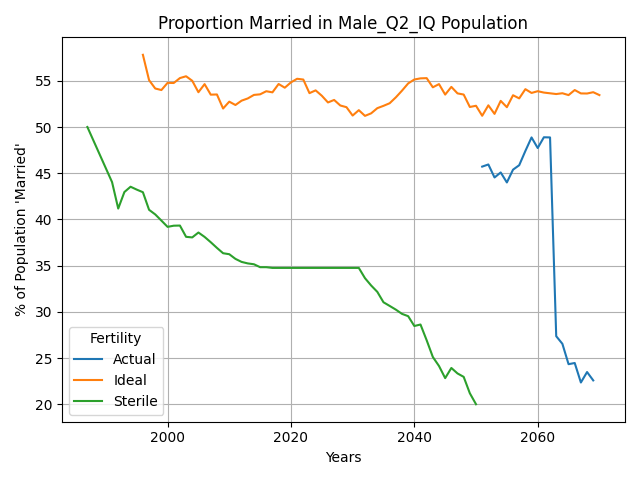 Proportion Married in Male_Q2_IQ Population
% of Population 'Married'
55
50
45
40
35
30
25
20
Fertility
Actual
Ideal
Sterile
2000
2020
2040
2060
Years